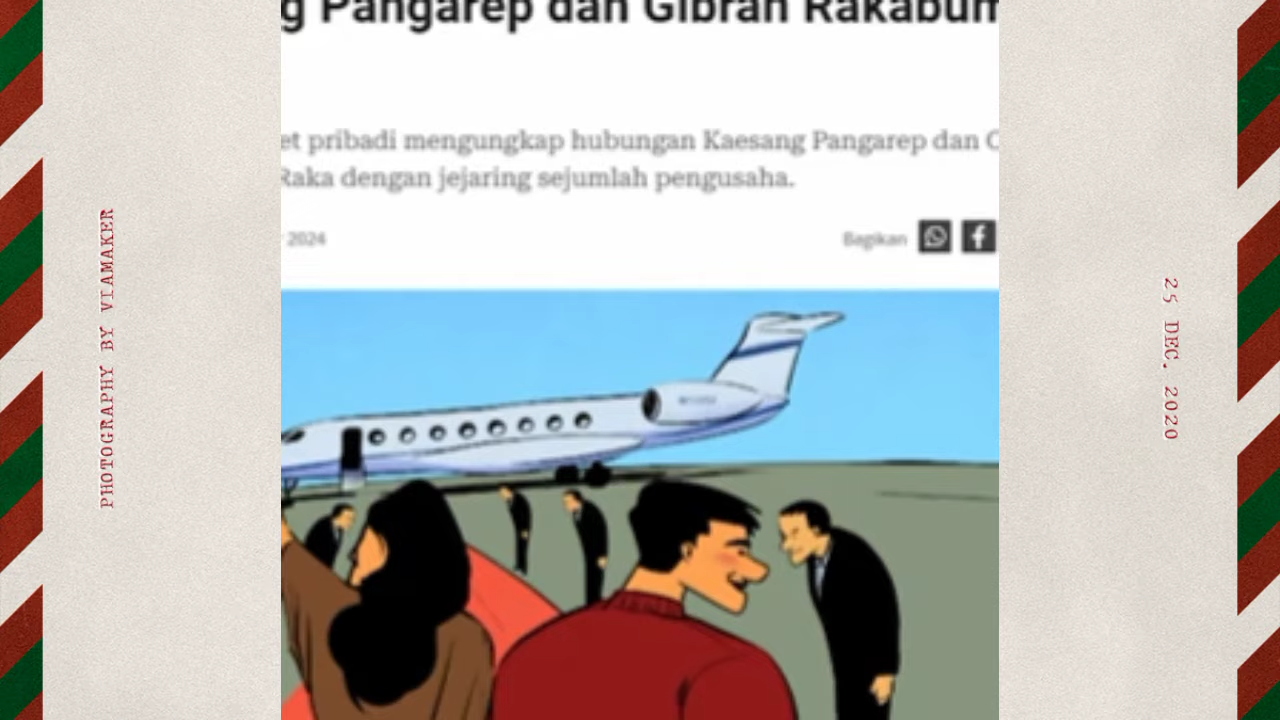 g Pangarep dan Gibran Rakabum
et pribadi mengungkap hubungan Kaesang Pangarep dan
Raka dengan jejaring sejumlah pengusaha.
2024
Bagikan
PHOTOGRAPHY BY VIAMAKER
25 DEC. 2020